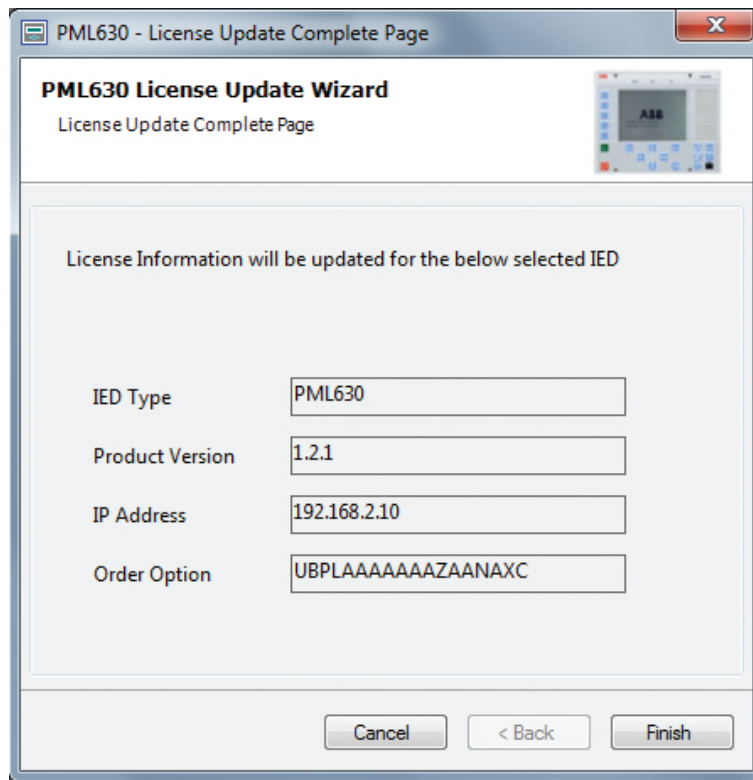 PML630 - License Update Complete Page
X
PML630 License Update Wizard
License Update Complete Page
ABB
License Information will be updated for the below selected IED
IED Type
PML630
Product Version
1.2.1
IP Address
192.168.2.10
Order Option
UBPLAAAAAAAZAANAXC
Cancel
< Back
Finish